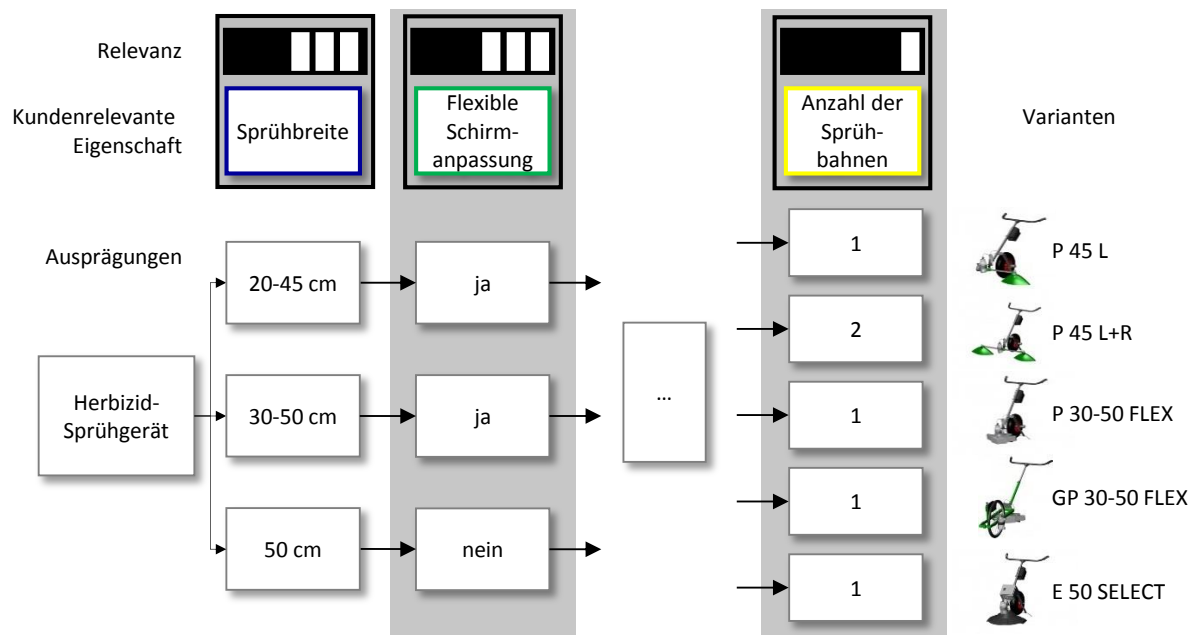 Relevanz
Kundenrelevante
Eigenschaft
Sprühbreite
Flexible
Schirm-
anpassung
Anzahl der
Sprüh-
bahnen
Varianten
Ausprägungen
Herbizid-
Sprühgerät
20-45 cm
ja
30-50 cm
ja
50 cm
nein
...
1
P 45 L
2
P 45 L+R
1
P 30-50 FLEX
1
GP 30-50 FLEX
1
E 50 SELECT